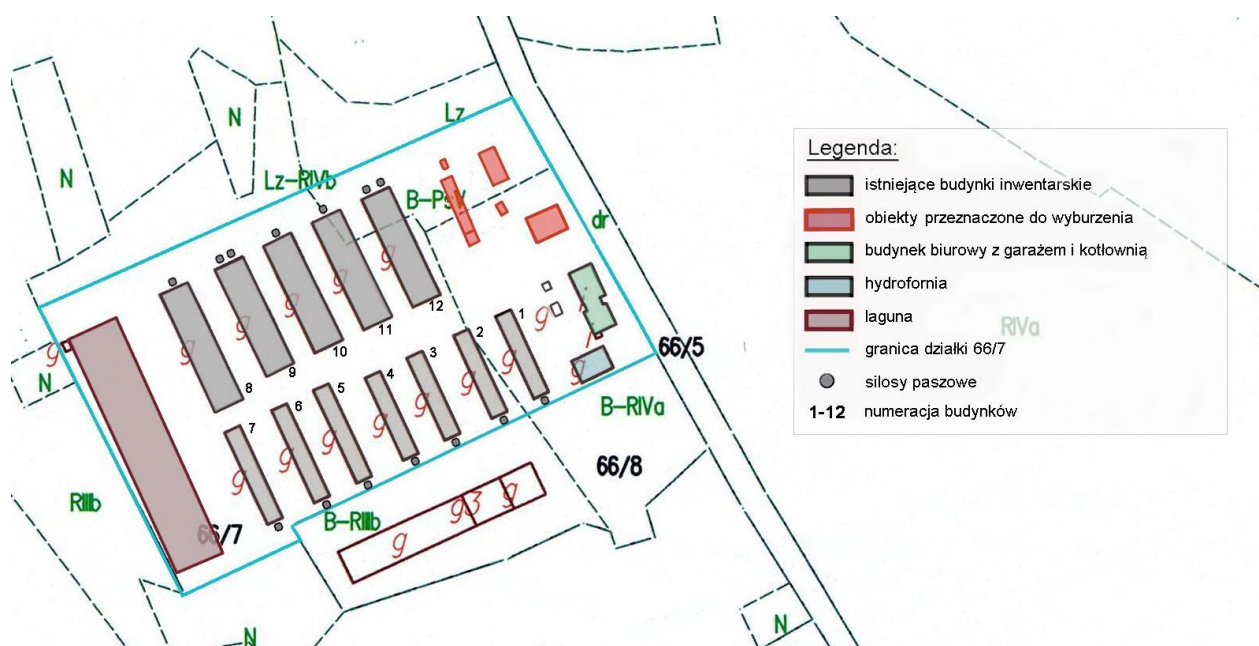 Lz
N
N
Lz-RIVb
B-PsV
dr
g
g
g
g
g
12
11
10
9
8
g
1
2
3
4
5
6
7
g
g
g
g
g
g
g
g
g
N
66/5
B-RIVa
66/8
RIIIb
66/7
B-RIIIb
g
g3
g
N
N
RIVa
Legenda:
istniejące budynki inwentarskie
obiekty przeznaczone do wyburzenia
budynek biurowy z garażem i kotłownią
hydrofornia
laguna
granica działki 66/7
silosy paszowe
1-12 numeracja budynków